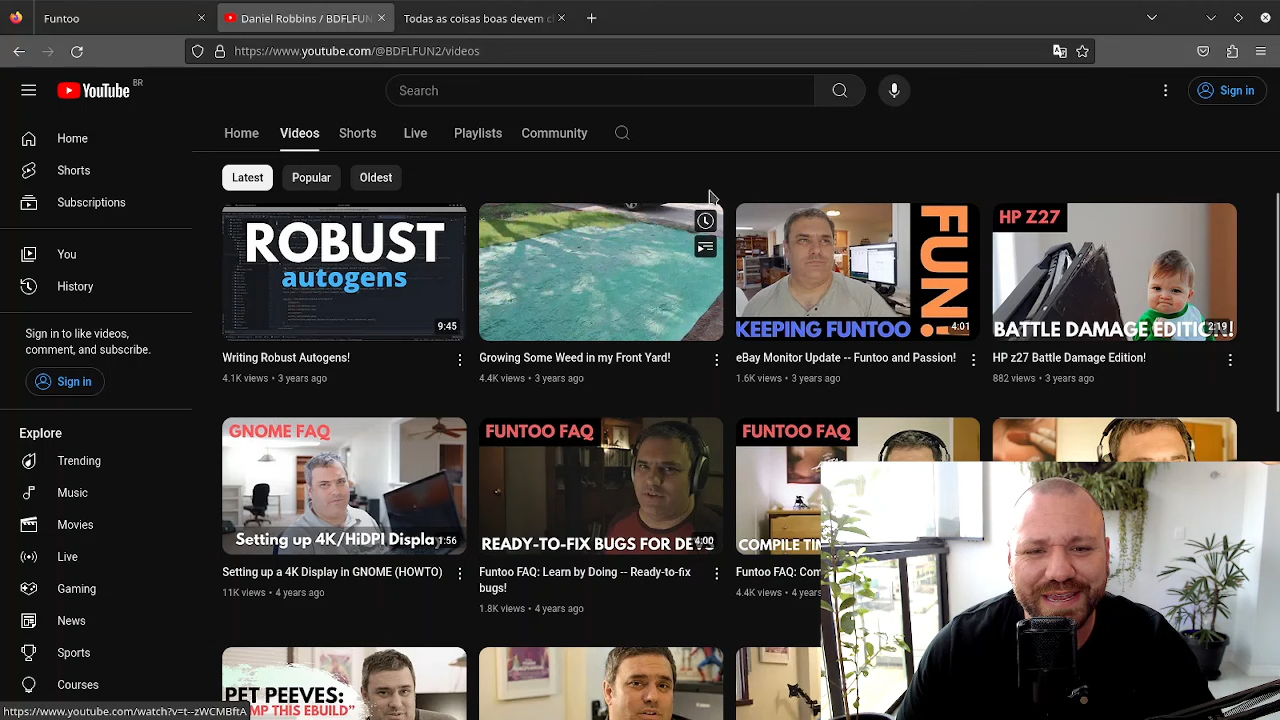 Funtoo
Daniel Robbins / BDFLFUN
Todas as coisas boas devem c
https://www.youtube.com/@BDFLFUN2/videos
YouTube BR
Search
Sign in
Home
Videos
Shorts
Live
Playlists
Community
Home
Shorts
Subscriptions
You
History
Sign in to like videos,
comment, and subscribe.
Sign in
Explore
Trending
Music
Movies
Live
Gaming
News
Sports
Courses
Latest
Popular
Oldest
ROBUST
autogens
9:45
Writing Robust Autogens!
4.1K views • 3 years ago
Growing Some Weed in my Front Yard!
4.4K views • 3 years ago
FUN!
KEEPING FUNTOO
4:01
eBay Monitor Update -- Funtoo and Passion!
1.6K views • 3 years ago
HP Z27
BATTLE DAMAGE EDITIO
2:19
HP z27 Battle Damage Edition!
882 views • 3 years ago
GNOME FAQ
Setting up 4K/HiDPI Displa
1:56
Setting up a 4K Display in GNOME (HOWTO)
11K views • 4 years ago
FUNTOO FAQ
READY-TO-FIX BUGS FOR DE
4:00
Funtoo FAQ: Learn by Doing -- Ready-to-fix
bugs!
1.8K views • 4 years ago
FUNTOO FAQ
COMPILE TIM
Funtoo FAQ: Com
4.4K views • 4 years
PET PEEVES:
MP THIS EBUILD"
https://www.youtube.com/watch?v=t--zWCMBftA